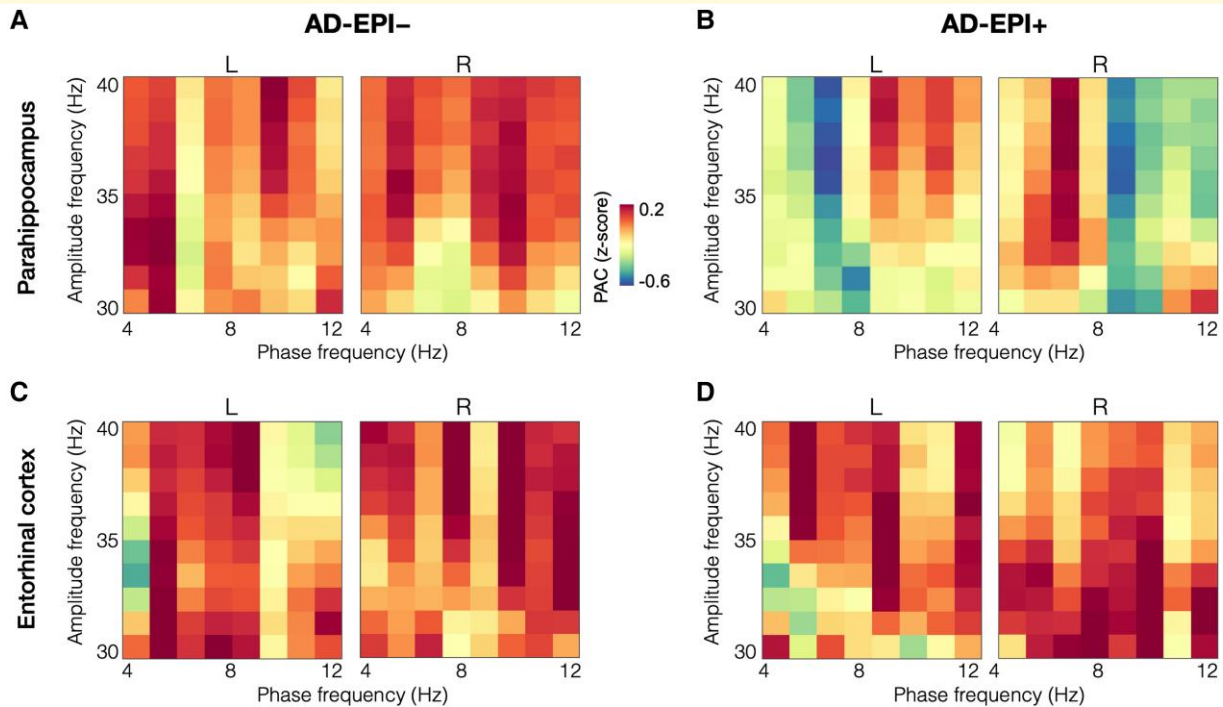 A
AD-EPI−
B
AD-EPI+
L
R
L
R
Parahippocampus
Amplitude frequency (Hz)
40
35
30
4
8
12
4
8
12
Phase frequency (Hz)
PAC (z-score)
0.2
-0.6
Amplitude frequency (Hz)
40
35
30
4
8
12
4
8
12
Phase frequency (Hz)
C
D
L
R
L
R
Entorhinal cortex
Amplitude frequency (Hz)
40
35
30
4
8
12
4
8
12
Phase frequency (Hz)
Amplitude frequency (Hz)
40
35
30
4
8
12
4
8
12
Phase frequency (Hz)